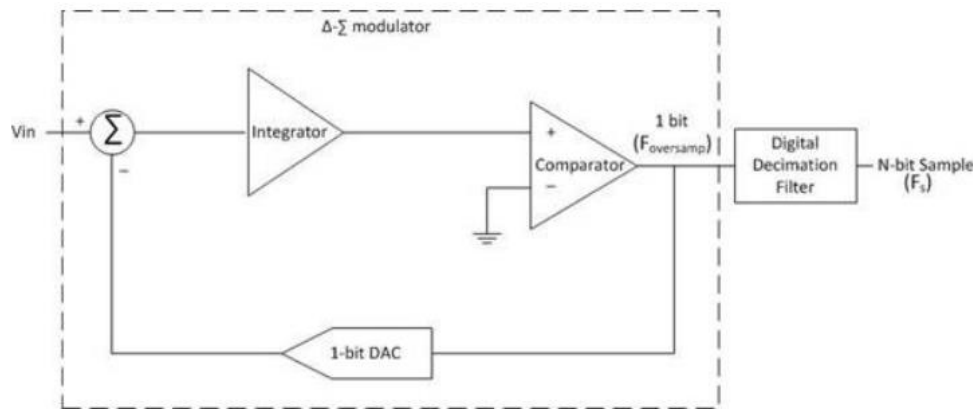 Δ-∑ modulator
Vin
+
∑
−
Integrator
+
−
Comparator
1 bit
(Foversamp)
Digital
Decimation
Filter
N-bit Sample
(Fs)
1-bit DAC